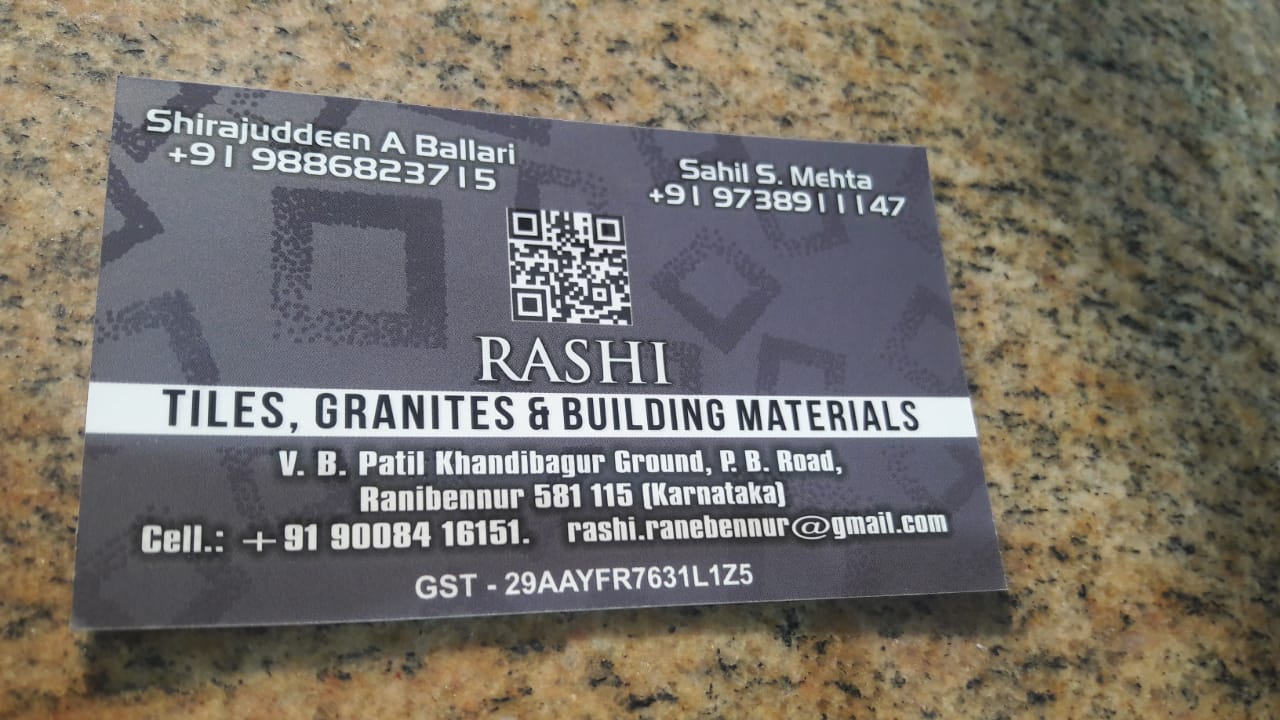 Shirajuddeen A Ballari
+91 9886823715
Sahil S. Mehta
+91 9738911147
RASHI
TILES, GRANITES & BUILDING MATERIALS
V. B. Patil Khandibagur Ground, P. B. Road,
Ranibennur 581 115 (Karnataka)
Cell.: +91 90084 16151. rashi.ranebennur@gmail.com
GST - 29AAYFR7631L1Z5